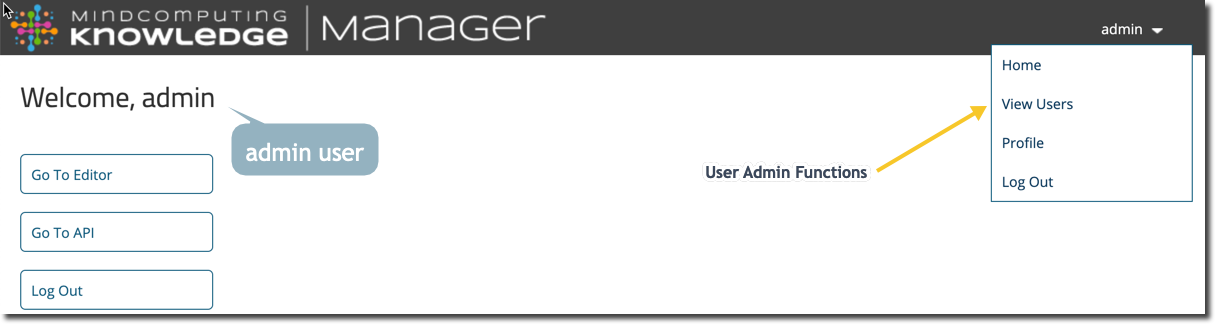 MINDCOMPUTING
KNOWLEDGE
Manager
admin
Home
View Users
Profile
Log Out
Welcome, admin
admin user
User Admin Functions
Go To Editor
Go To API
Log Out